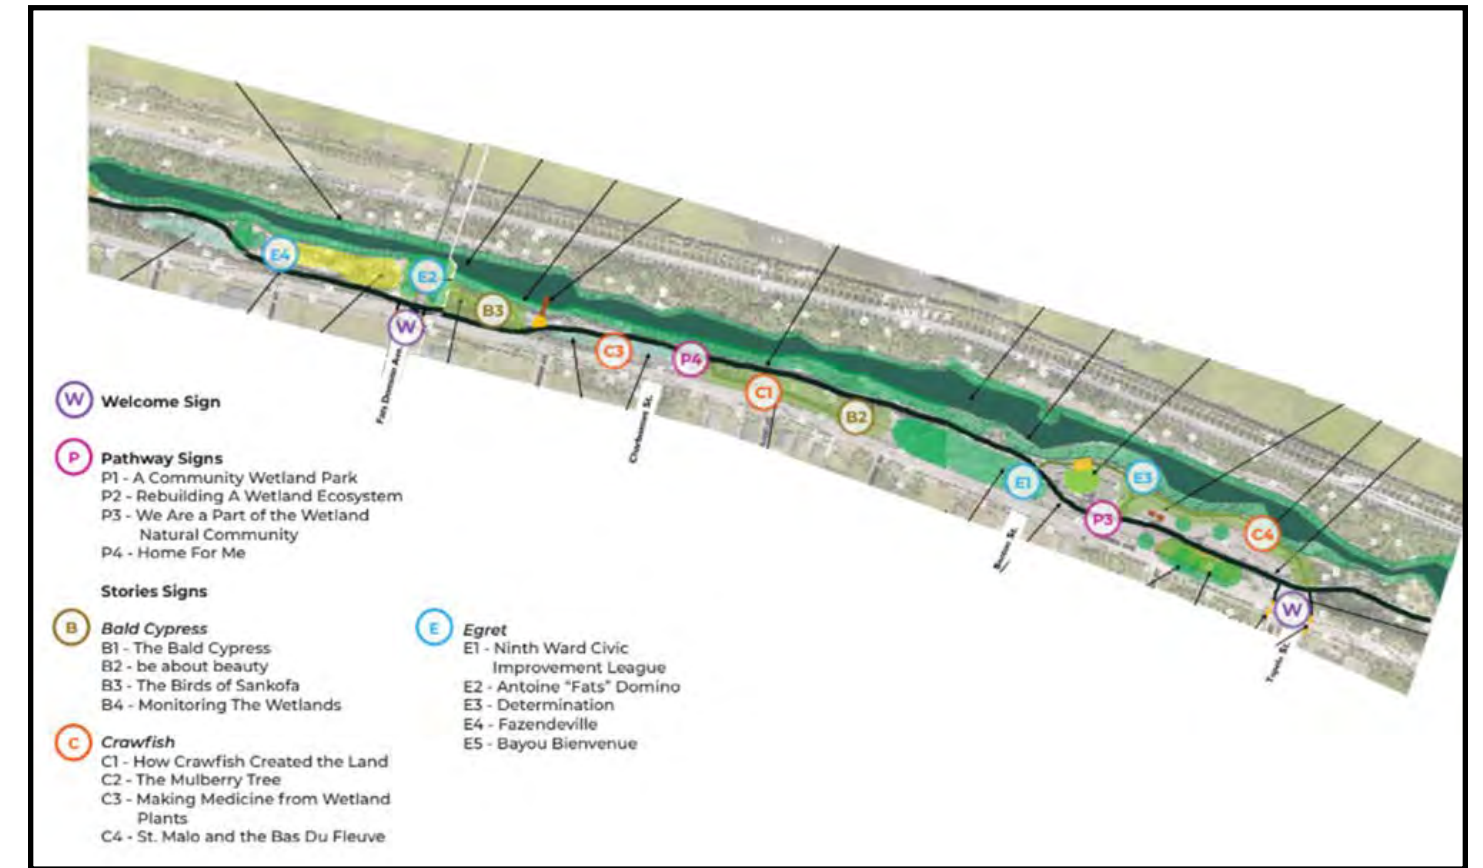 E4
E2
W
B3
C3
P4
C1
B2
E1
E3
P3
C4
W
Fats Domino Ave.
Charbonnet St.
W Welcome Sign
P Pathway Signs
P1 - A Community Wetland Park
P2 - Rebuilding A Wetland Ecosystem
P3 - We Are a Part of the Wetland
Natural Community
P4 - Home For Me
Stories Signs
B Bald Cypress
B1 - The Bald Cypress
B2 - be about beauty
B3 - The Birds of Sankofa
B4 - Monitoring The Wetlands
C Crawfish
C1 - How Crawfish Created the Land
C2 - The Mulberry Tree
C3 - Making Medicine from Wetland
Plants
C4 - St. Malo and the Bas Du Fleuve
E Egret
E1 - Ninth Ward Civic
Improvement League
E2 - Antoine “Fats” Domino
E3 - Determination
E4 - Fazendeville
E5 - Bayou Bienvenue